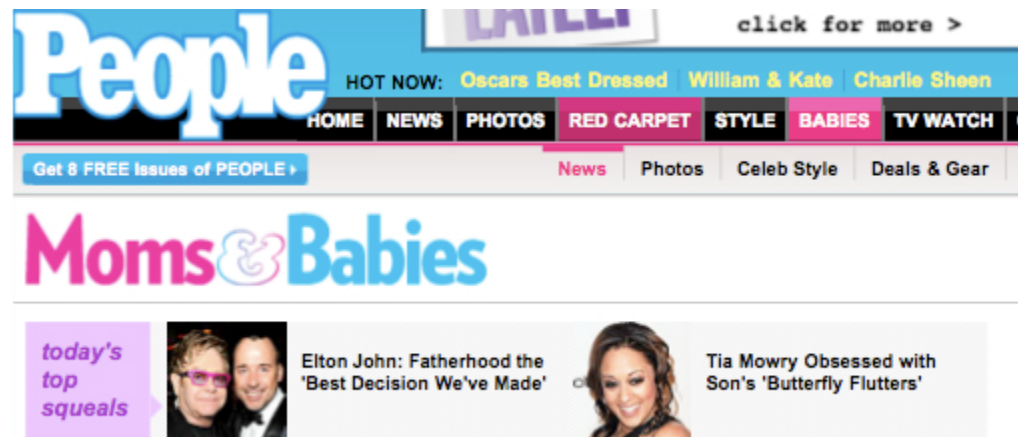 click for more >
People
HOT NOW: Oscars Best Dressed William & Kate Charlie Sheen
HOME NEWS PHOTOS RED CARPET STYLE BABIES TV WATCH
Get 8 FREE Issues of PEOPLE
News Photos Celeb Style Deals & Gear
Moms&Babies
today's
top
squeals
Elton John: Fatherhood the
'Best Decision We've Made'
Tia Mowry Obsessed with
Son's 'Butterfly Flutters'